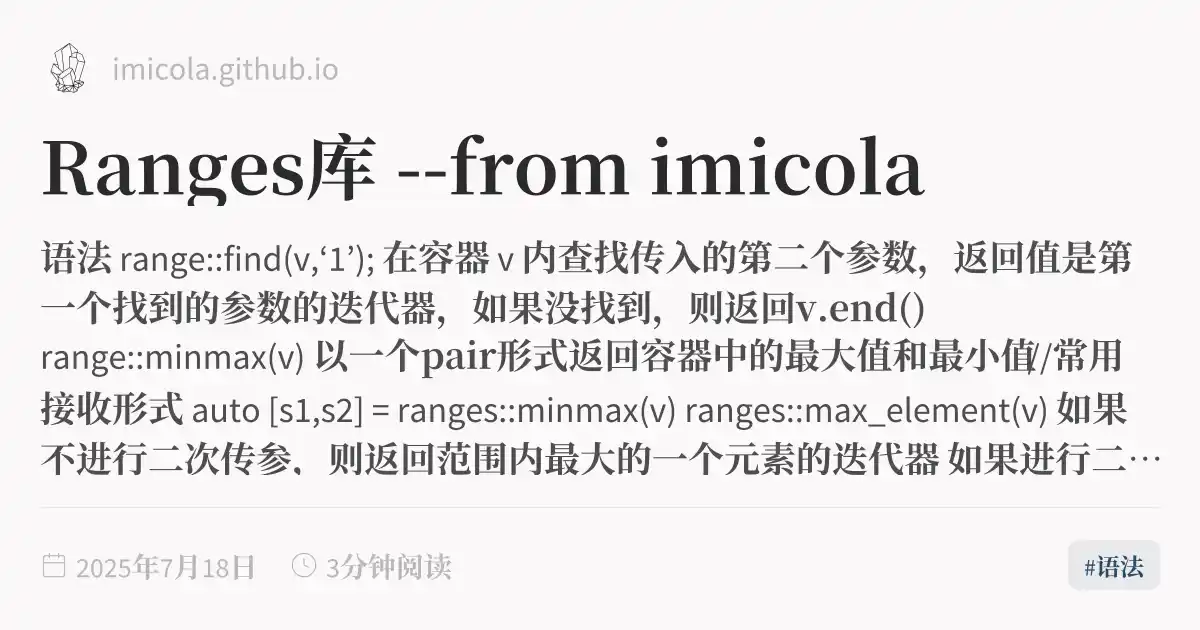 imicola.github.io
Ranges库 --from imicola
语法 range::find(v,‘1’); 在容器 v 内查找传入的第二个参数，返回值是第
一个找到的参数的迭代器，如果没找到，则返回v.end()
range::minmax(v) 以一个pair形式返回容器中的最大值和最小值//常用
接收形式 auto [s1,s2] = ranges::minmax(v) ranges::max_element(v) 如果
不进行二次传参，则返回范围内最大的一个元素的迭代器 如果进行二…
2025年7月18日 3分钟阅读 #语法